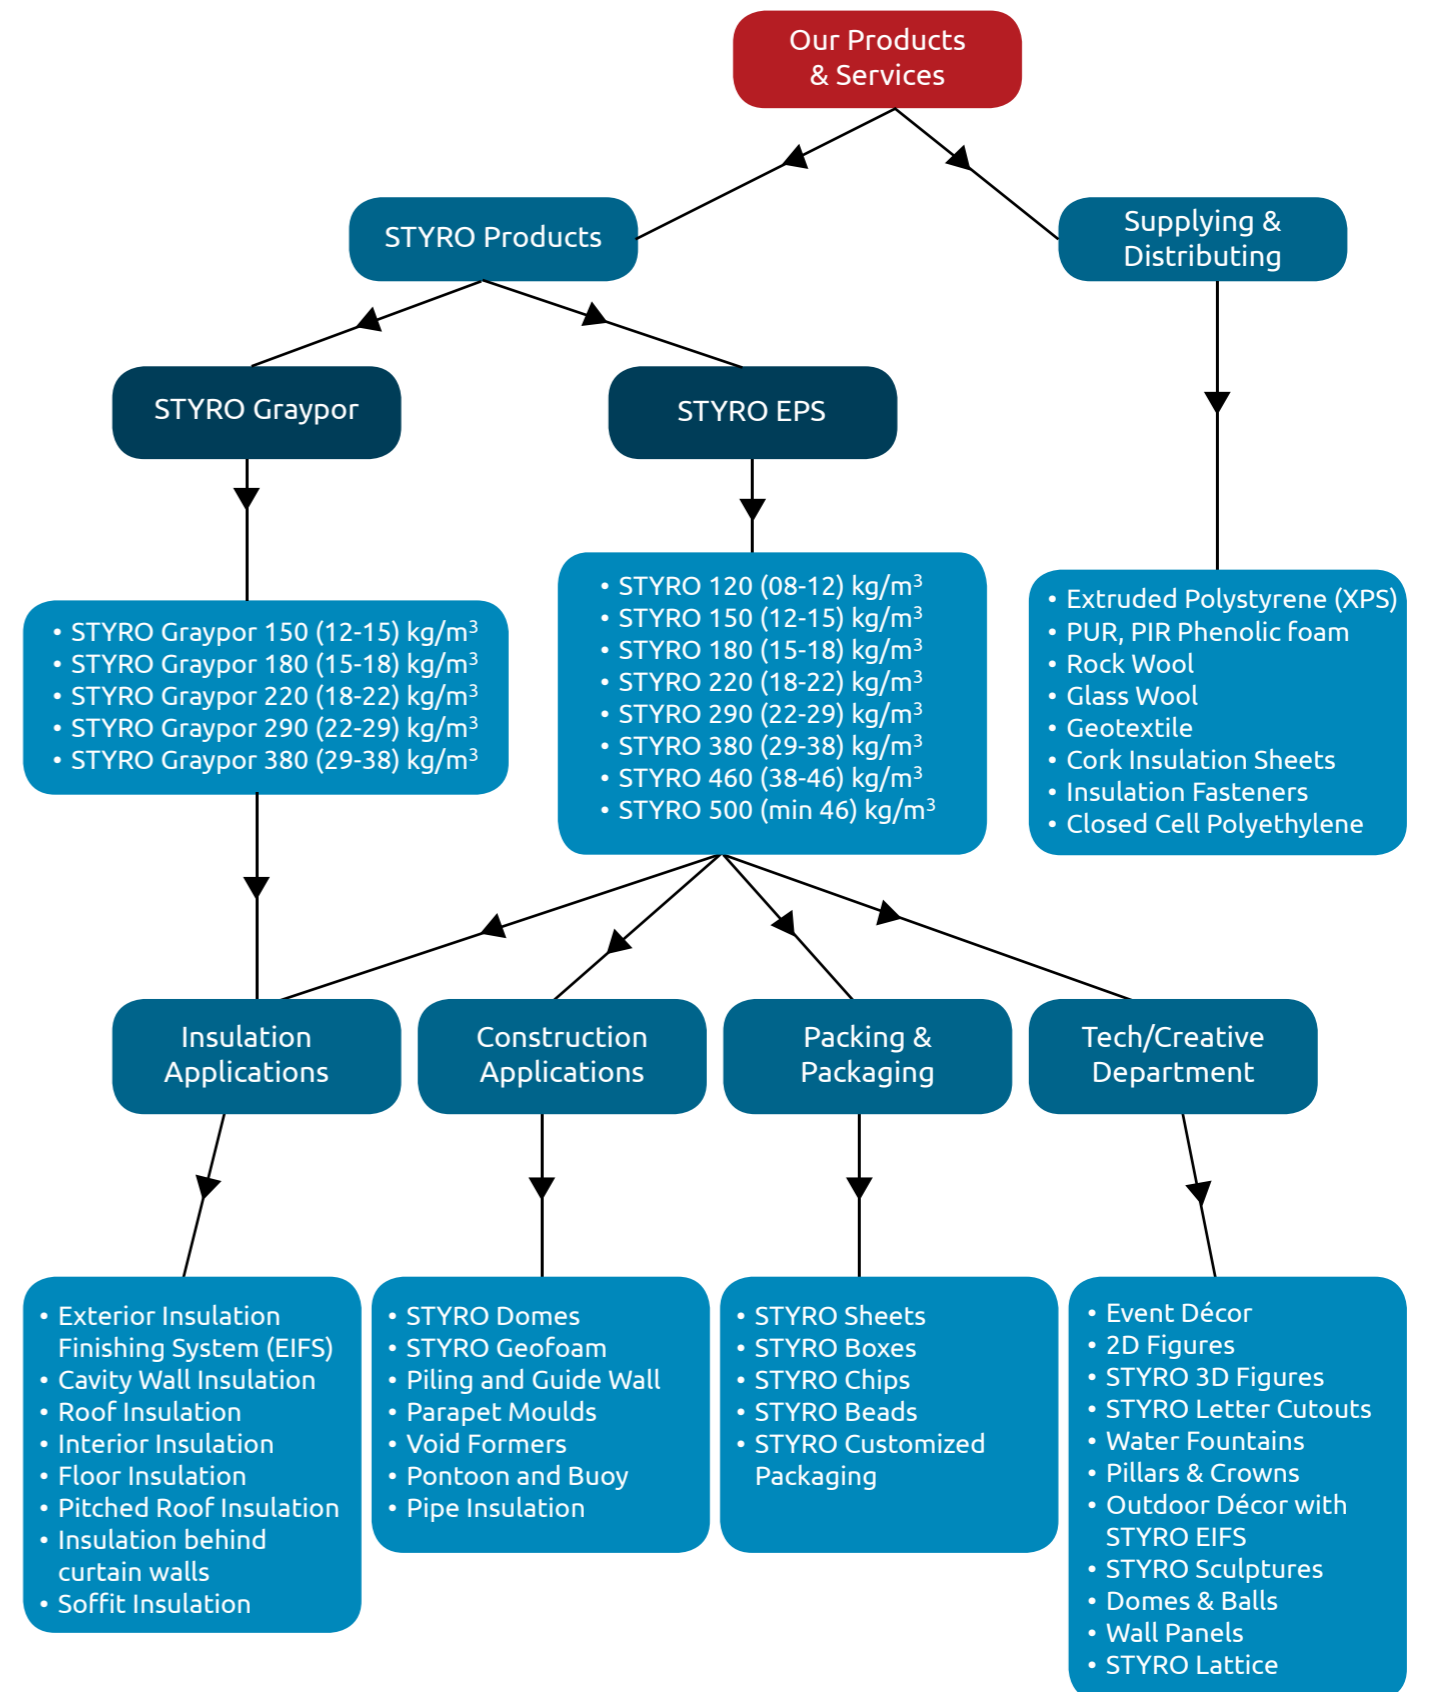 Our Products
& Services
STYRO Products
Supplying &
Distributing
STYRO Graypor
STYRO EPS
• STYRO Graypor 150 (12-15) kg/m³
• STYRO Graypor 180 (15-18) kg/m³
• STYRO Graypor 220 (18-22) kg/m³
• STYRO Graypor 290 (22-29) kg/m³
• STYRO Graypor 380 (29-38) kg/m³
• STYRO 120 (08-12) kg/m³
• STYRO 150 (12-15) kg/m³
• STYRO 180 (15-18) kg/m³
• STYRO 220 (18-22) kg/m³
• STYRO 290 (22-29) kg/m³
• STYRO 380 (29-38) kg/m³
• STYRO 460 (38-46) kg/m³
• STYRO 500 (min 46) kg/m³
• Extruded Polystyrene (XPS)
• PUR, PIR Phenolic foam
• Rock Wool
• Glass Wool
• Geotextile
• Cork Insulation Sheets
• Insulation Fasteners
• Closed Cell Polyethylene
Insulation
Applications
Construction
Applications
Packing &
Packaging
Tech/Creative
Department
• Exterior Insulation
Finishing System (EIFS)
• Cavity Wall Insulation
• Roof Insulation
• Interior Insulation
• Floor Insulation
• Pitched Roof Insulation
• Insulation behind
curtain walls
• Soffit Insulation
• STYRO Domes
• STYRO Geofoam
• Piling and Guide Wall
• Parapet Moulds
• Void Formers
• Pontoon and Buoy
• Pipe Insulation
• STYRO Sheets
• STYRO Boxes
• STYRO Chips
• STYRO Beads
• STYRO Customized
Packaging
• Event Décor
• 2D Figures
• STYRO 3D Figures
• STYRO Letter Cutouts
• Water Fountains
• Pillars & Crowns
• Outdoor Décor with
STYRO EIFS
• STYRO Sculptures
• Domes & Balls
• Wall Panels
• STYRO Lattice